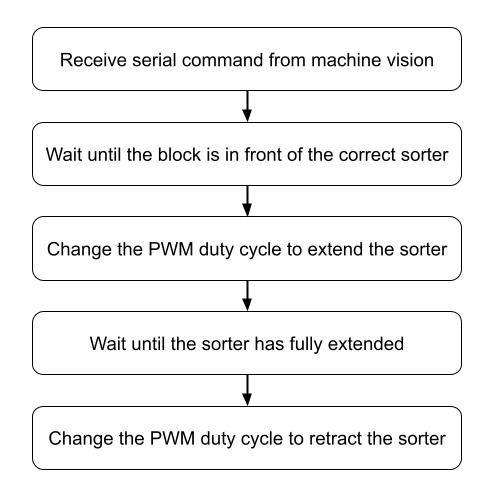 Receive serial command from machine vision
Wait until the block is in front of the correct sorter
Change the PWM duty cycle to extend the sorter
Wait until the sorter has fully extended
Change the PWM duty cycle to retract the sorter